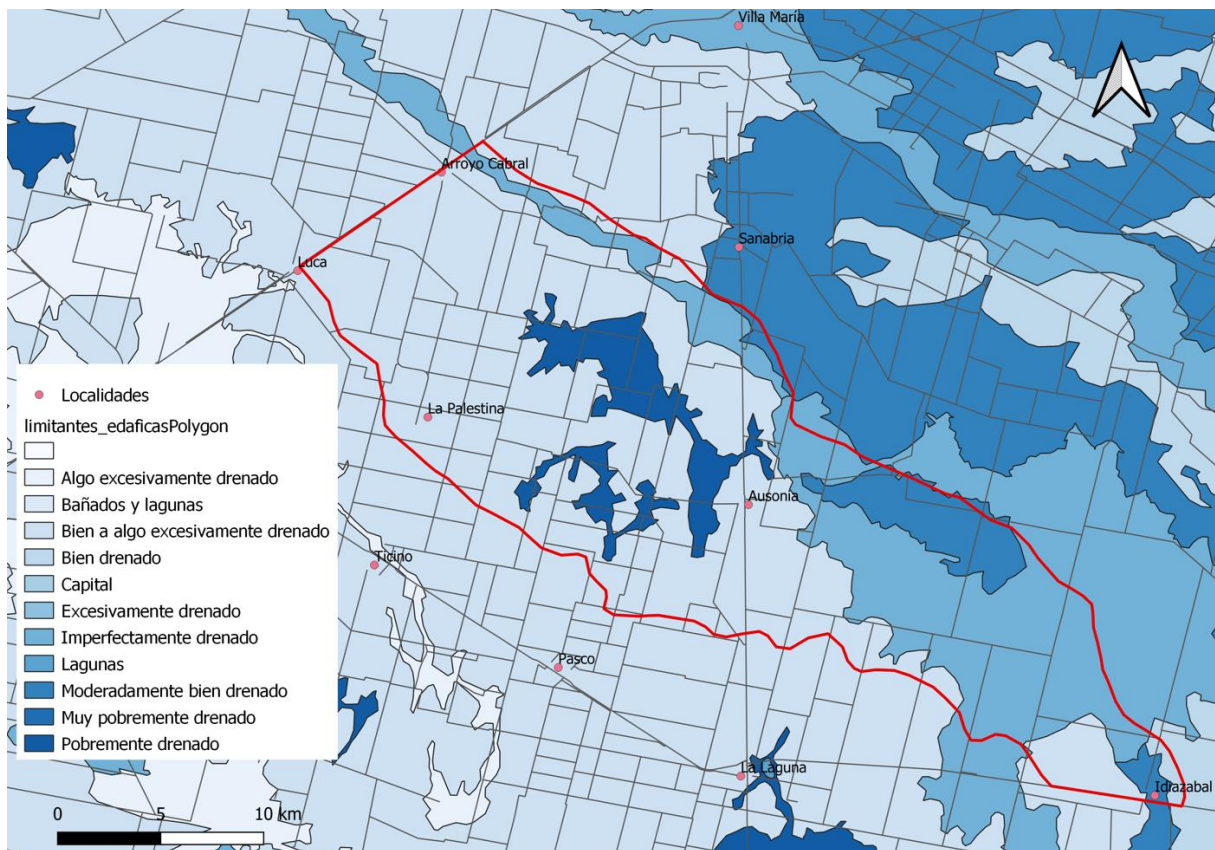 Villa María
Arroyo Cabral
Sanabria
Luca
La Palestina
Ausonia
Ticino
Pasco
La Laguna
Idiazabal
Localidades
limitantes_edaficasPolygon
Algo excesivamente drenado
Bañados y lagunas
Bien a algo excesivamente drenado
Bien drenado
Capital
Excesivamente drenado
Imperfectamente drenado
Lagunas
Moderadamente bien drenado
Muy pobremente drenado
Pobremente drenado
0 5 10 km